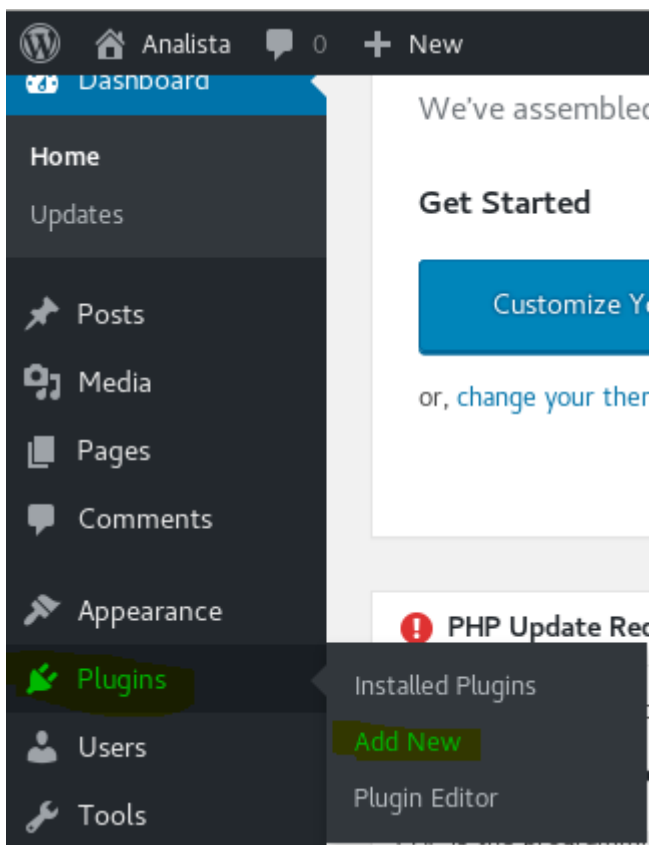 Analista 0 New
Dashboard
Home
Updates
Posts
Media
Pages
Comments
Appearance
Plugins
Users
Tools
Installed Plugins
Add New
Plugin Editor
We've assembled
Get Started
Customize Yo
or, change your ther
PHP Update Rec